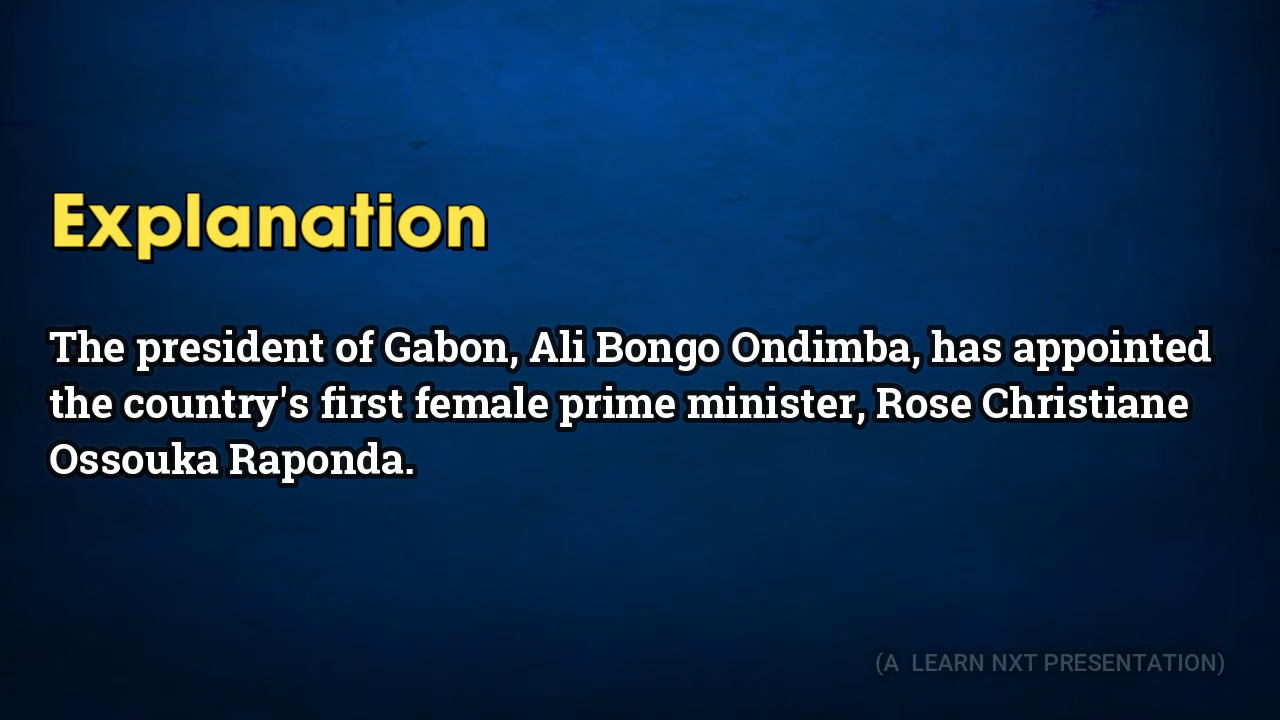 Explanation
The president of Gabon, Ali Bongo Ondimba, has appointed
the country's first female prime minister, Rose Christiane
Ossouka Raponda.
(A LEARN NXT PRESENTATION)